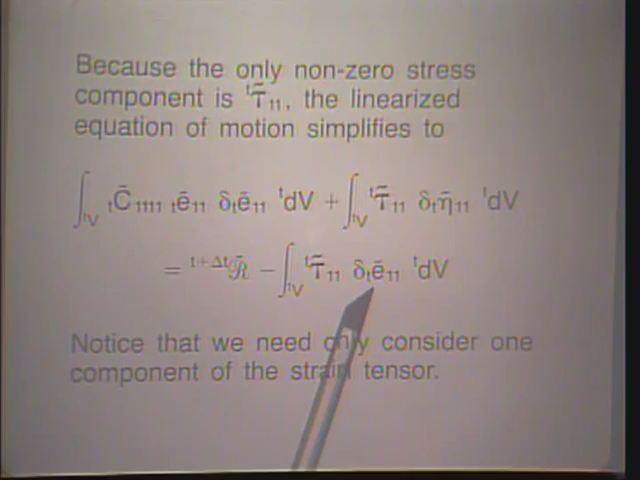 Because the only non-zero stress
component is ᵗτ̃₁₁, the linearized
equation of motion simplifies to
∫ᵗV ₜC̃₁₁₁₁ ₜẽ₁₁ δₜẽ₁₁ ᵗdV + ∫ᵗV ᵗτ̃₁₁ δₜη̃₁₁ ᵗdV
= ᵗ⁺Δᵗℛ̃ − ∫ᵗV ᵗτ̃₁₁ δₜẽ₁₁ ᵗdV
Notice that we need only consider one
component of the strain tensor.